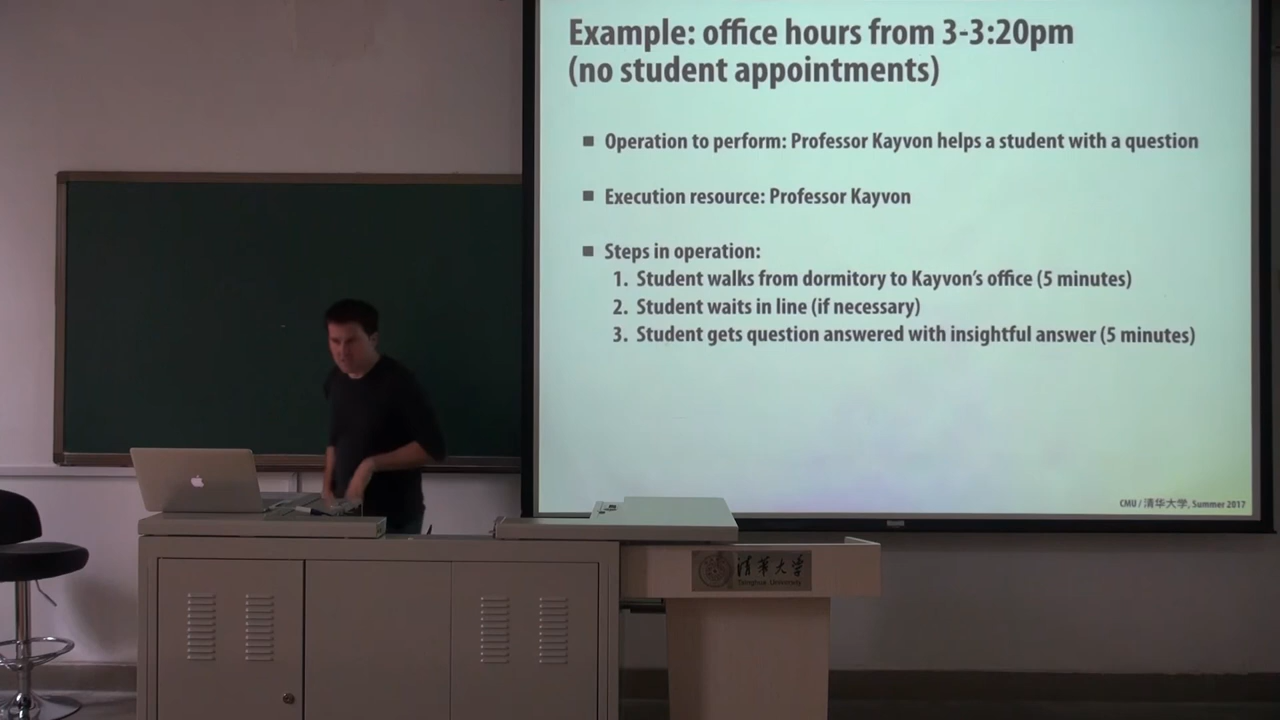 Example: office hours from 3-3:20pm
(no student appointments)
Operation to perform: Professor Kayvon helps a student with a question
Execution resource: Professor Kayvon
Steps in operation:
1. Student walks from dormitory to Kayvon's office (5 minutes)
2. Student waits in line (if necessary)
3. Student gets question answered with insightful answer (5 minutes)
CMU / 清华大学, Summer 2017
清華大学
Tsinghua University